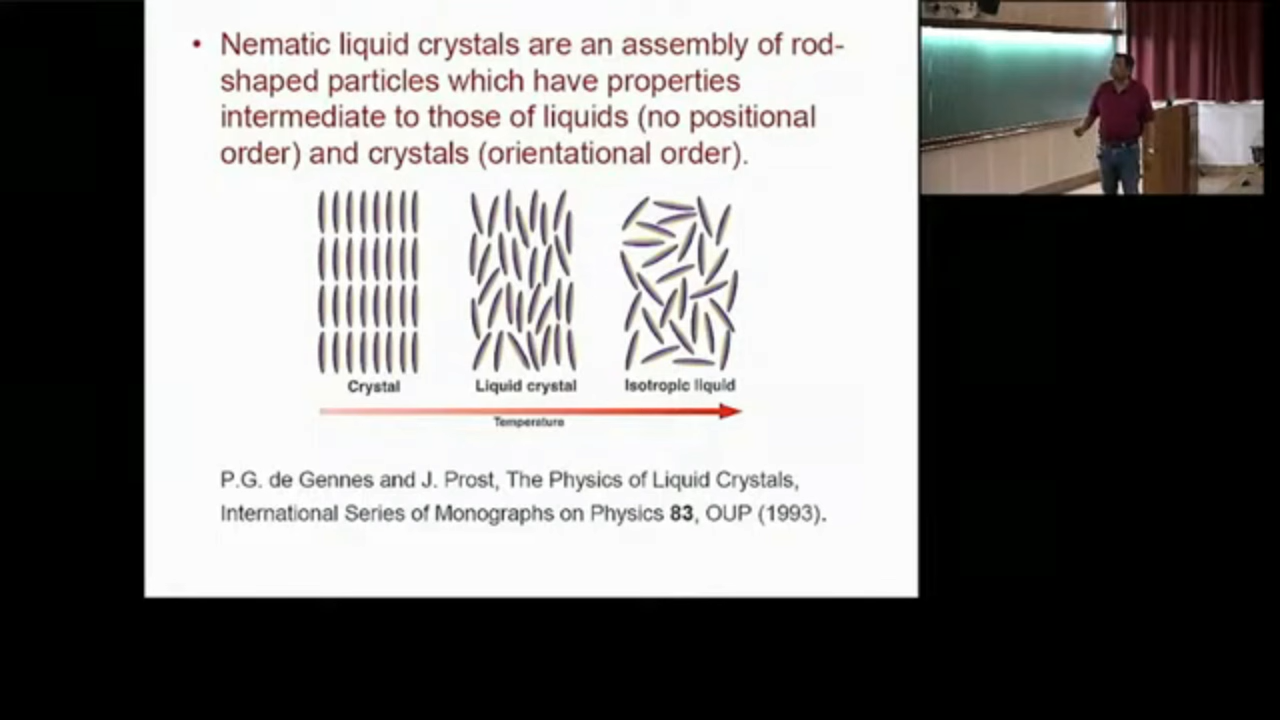 • Nematic liquid crystals are an assembly of rod-
shaped particles which have properties
intermediate to those of liquids (no positional
order) and crystals (orientational order).
Crystal
Liquid crystal
Isotropic liquid
Temperature
P.G. de Gennes and J. Prost, The Physics of Liquid Crystals,
International Series of Monographs on Physics 83, OUP (1993).